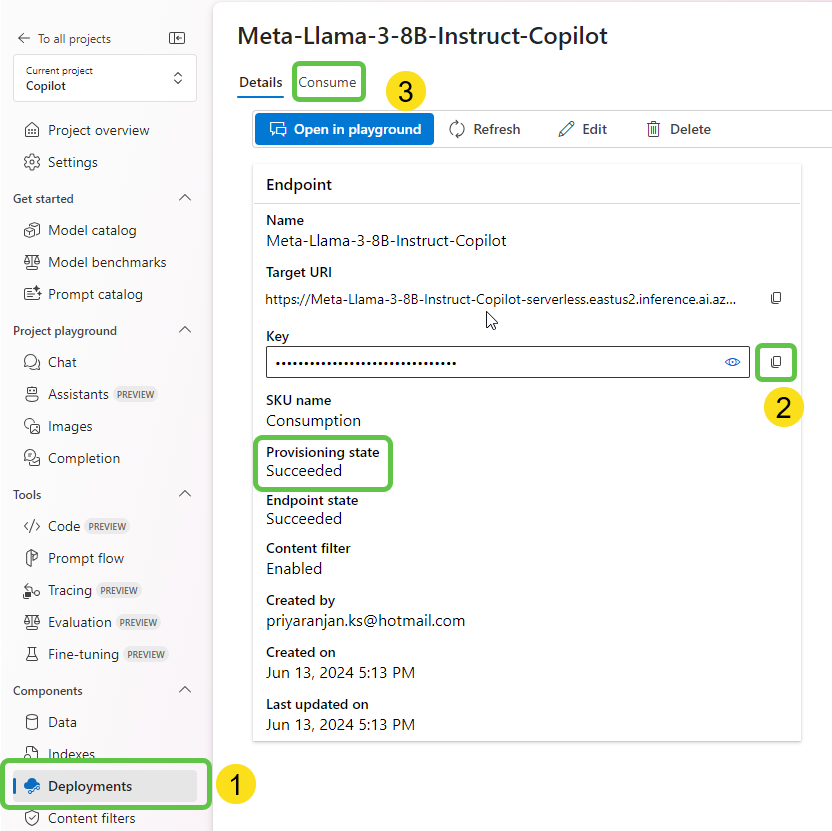 To all projects
Current project
Copilot
Project overview
Settings
Get started
Model catalog
Model benchmarks
Prompt catalog
Project playground
Chat
Assistants PREVIEW
Images
Completion
Tools
Code PREVIEW
Prompt flow
Tracing PREVIEW
Evaluation PREVIEW
Fine-tuning PREVIEW
Components
Data
Indexes
Deployments
1
Content filters
Meta-Llama-3-8B-Instruct-Copilot
Details Consume
3
Open in playground Refresh Edit Delete
Endpoint
Name
Meta-Llama-3-8B-Instruct-Copilot
Target URI
https://Meta-Llama-3-8B-Instruct-Copilot-serverless.eastus2.inference.ai.az...
Key
2
SKU name
Consumption
Provisioning state
Succeeded
Endpoint state
Succeeded
Content filter
Enabled
Created by
priyaranjan.ks@hotmail.com
Created on
Jun 13, 2024 5:13 PM
Last updated on
Jun 13, 2024 5:13 PM